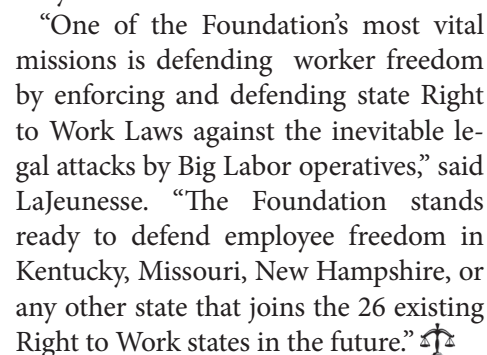 “One of the Foundation’s most vital
missions is defending worker freedom
by enforcing and defending state Right
to Work Laws against the inevitable le-
gal attacks by Big Labor operatives,” said
LaJeunesse. “The Foundation stands
ready to defend employee freedom in
Kentucky, Missouri, New Hampshire, or
any other state that joins the 26 existing
Right to Work states in the future.”